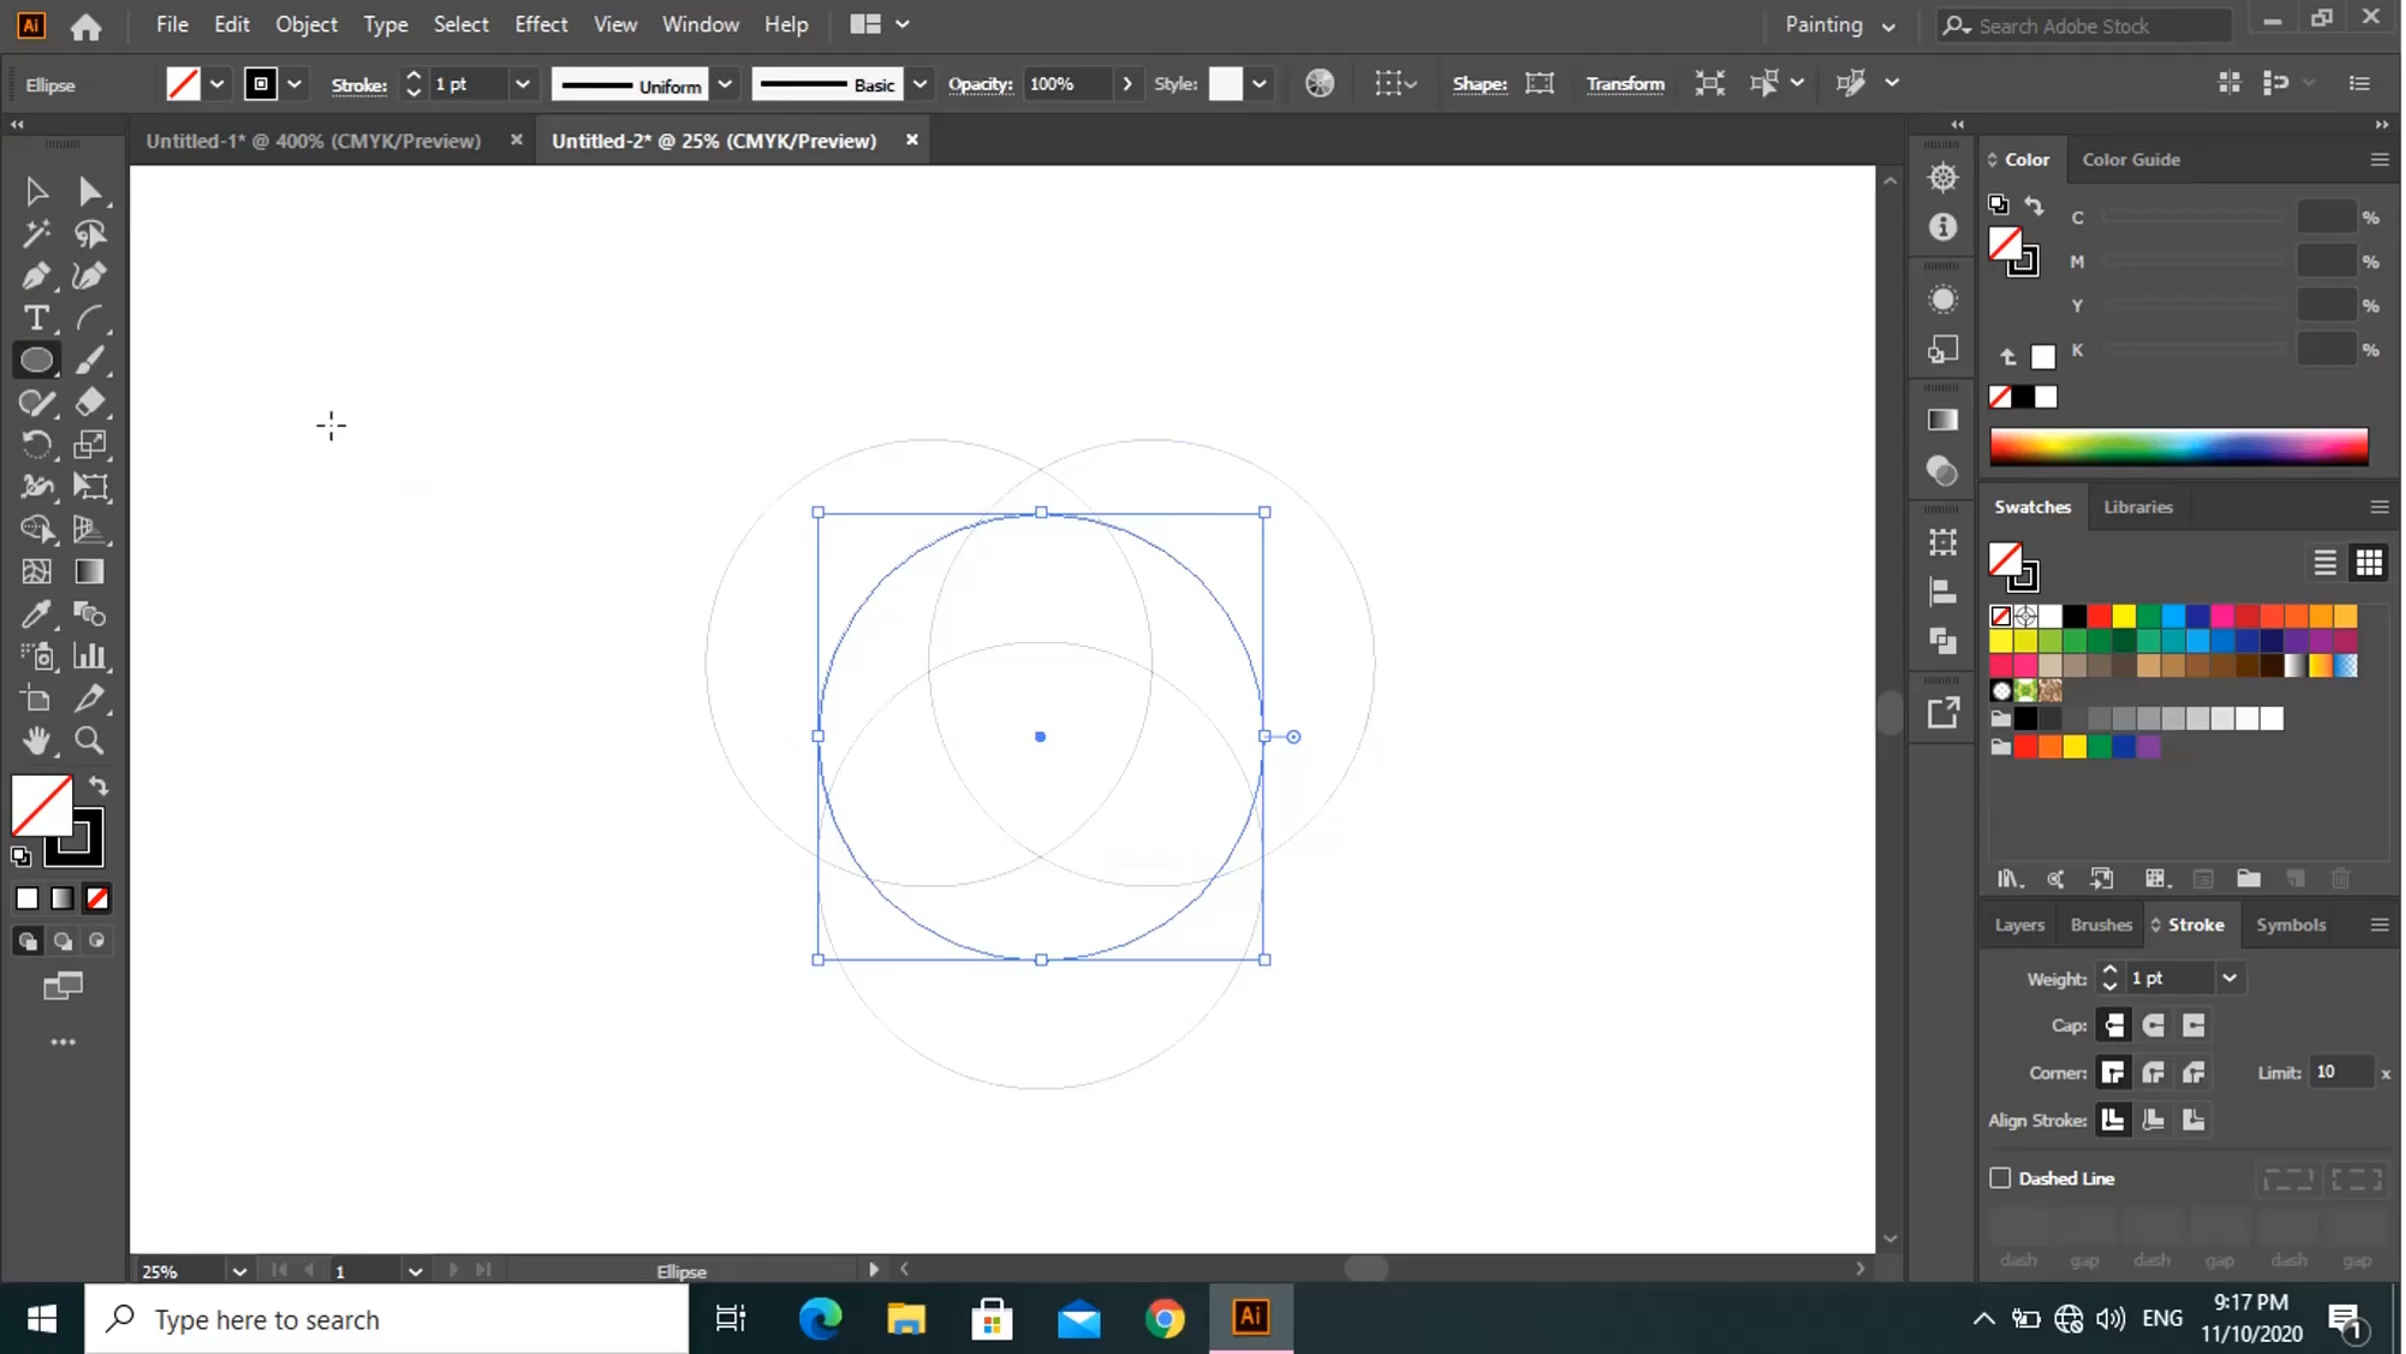 Ai File Edit Object Type Select Effect View Window Help Painting Search Adobe Stock
Ellipse Stroke: 1 pt Uniform Basic Opacity: 100% Style: Shape: Transform
Untitled-1* @ 400% (CMYK/Preview) Untitled-2* @ 25% (CMYK/Preview)
Color Color Guide
C %
M %
Y %
K %
Swatches Libraries
Layers Brushes Stroke Symbols
Weight: 1 pt
Cap:
Corner: Limit: 10 x
Align Stroke:
Dashed Line
dash gap dash gap dash gap
25% 1 Ellipse
Type here to search Ai ENG 9:17 PM
11/10/2020 1